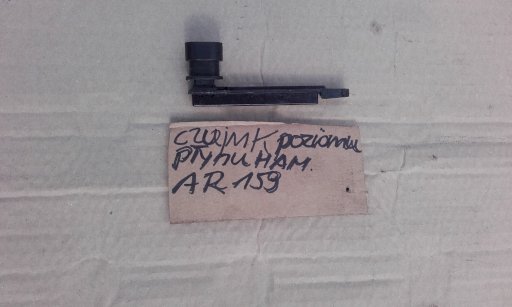 czujnik poziomu
płynu HAM.
AR 159